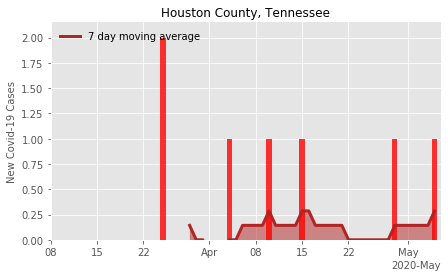 Houston County, Tennessee
7 day moving average
New Covid-19 Cases
2.00
1.75
1.50
1.25
1.00
0.75
0.50
0.25
0.00
08 15 22 Apr 08 15 22 May
2020-May